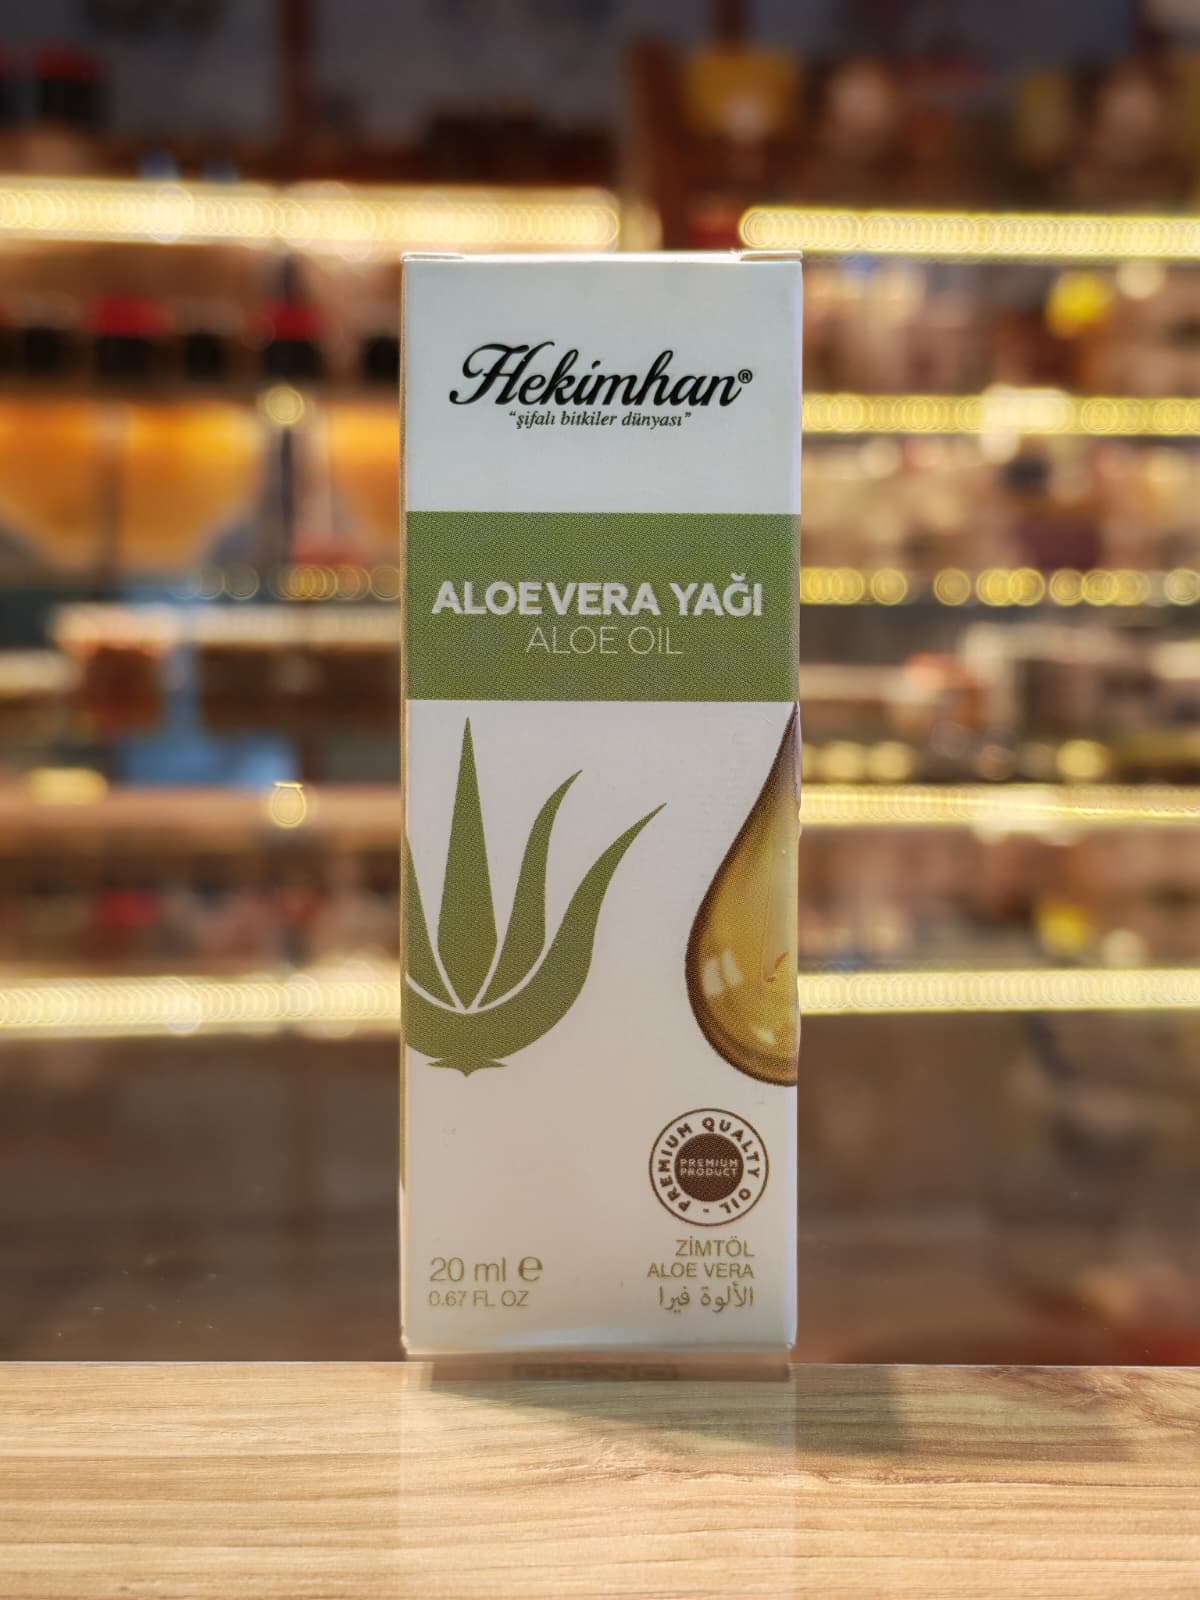 Hekimhan®
“şifalı bitkiler dünyası”
ALOEVERA YAĞI
ALOE OIL
PREMIUM QUALTY OIL -
PREMIUM
PRODUCT
20 ml ℮
0.67 FL OZ
ZİMTÖL
ALOE VERA
الألوة فيرا